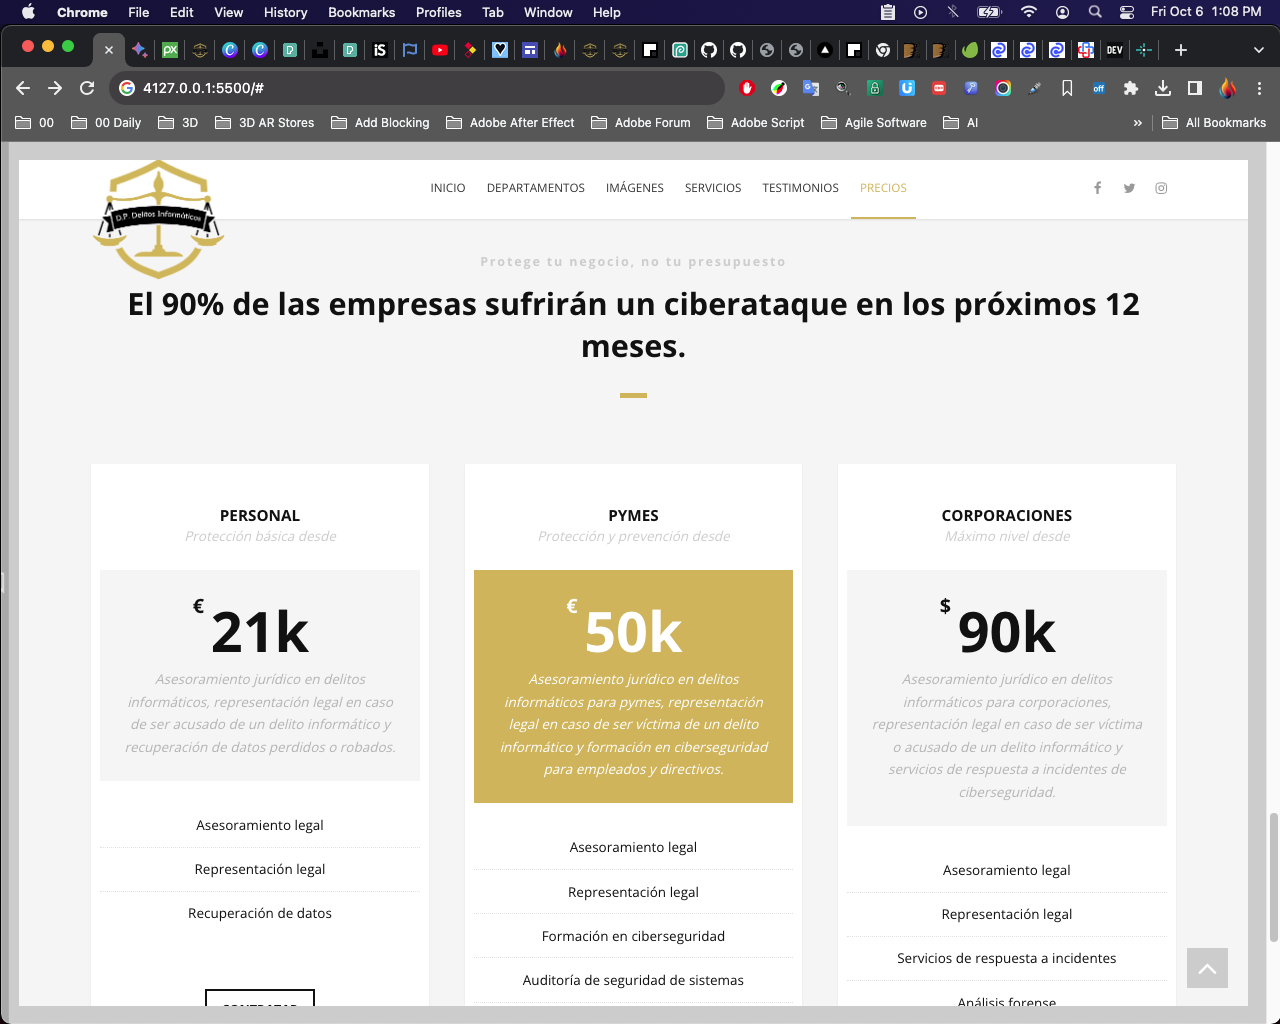 Chrome File Edit View History Bookmarks Profiles Tab Window Help Fri Oct 6 1:08 PM
4127.0.0.1:5500/#
00 00 Daily 3D 3D AR Stores Add Blocking Adobe After Effect Adobe Forum Adobe Script Agile Software AI » All Bookmarks
D.P. Delitos Informáticos
INICIO DEPARTAMENTOS IMÁGENES SERVICIOS TESTIMONIOS PRECIOS
Protege tu negocio, no tu presupuesto
El 90% de las empresas sufrirán un ciberataque en los próximos 12
meses.
PERSONAL
Protección básica desde
€ 21k
Asesoramiento jurídico en delitos
informáticos, representación legal en caso
de ser acusado de un delito informático y
recuperación de datos perdidos o robados.
Asesoramiento legal
Representación legal
Recuperación de datos
CONTRATAR
PYMES
Protección y prevención desde
€ 50k
Asesoramiento jurídico en delitos
informáticos para pymes, representación
legal en caso de ser víctima de un delito
informático y formación en ciberseguridad
para empleados y directivos.
Asesoramiento legal
Representación legal
Formación en ciberseguridad
Auditoría de seguridad de sistemas
CORPORACIONES
Máximo nivel desde
$ 90k
Asesoramiento jurídico en delitos
informáticos para corporaciones,
representación legal en caso de ser víctima
o acusado de un delito informático y
servicios de respuesta a incidentes de
ciberseguridad.
Asesoramiento legal
Representación legal
Servicios de respuesta a incidentes
Análisis forense